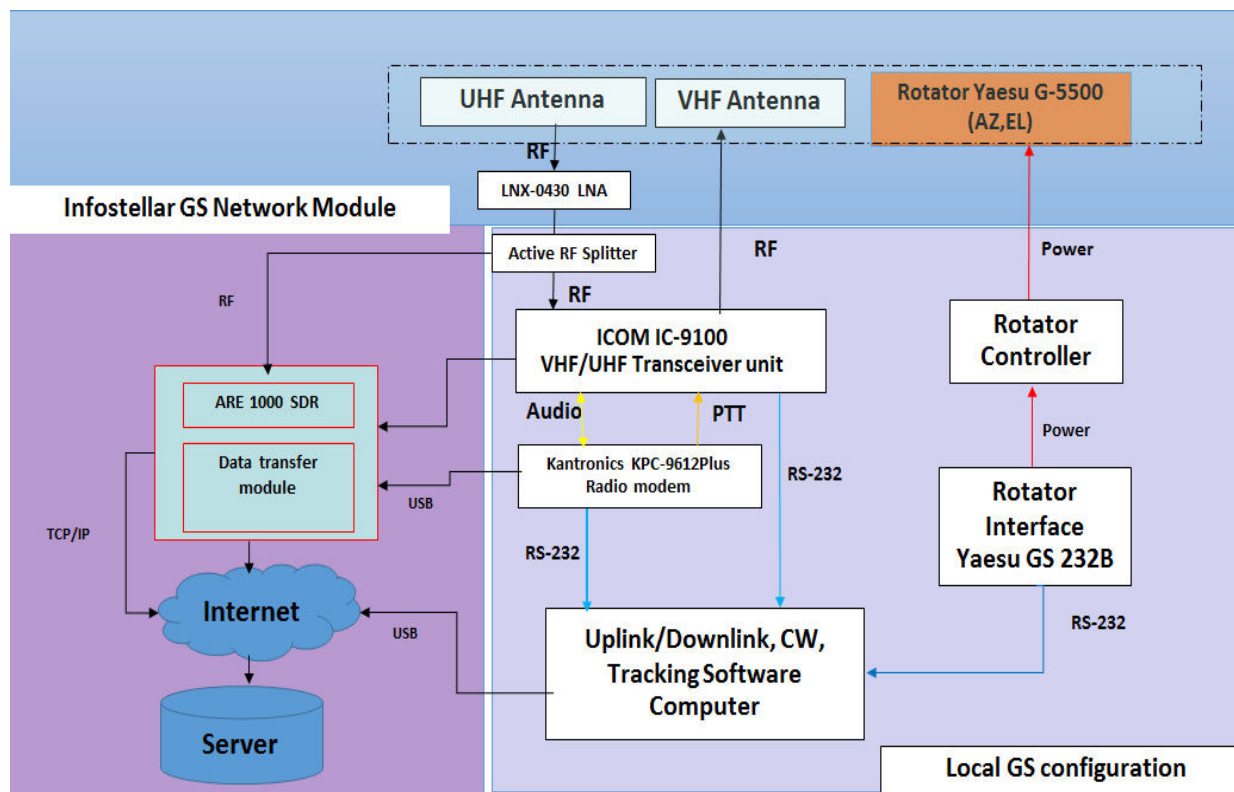 UHF Antenna
VHF Antenna
Rotator Yaesu G-5500
(AZ,EL)
RF
LNX-0430 LNA
Infostellar GS Network Module
Active RF Splitter
RF
Power
RF
RF
ICOM IC-9100
VHF/UHF Transceiver unit
Rotator
Controller
ARE 1000 SDR
Audio
PTT
Power
Data transfer
module
Kantronics KPC-9612Plus
Radio modem
RS-232
Rotator
Interface
Yaesu GS 232B
USB
TCP/IP
RS-232
Internet
USB
RS-232
Uplink/Downlink, CW,
Tracking Software
Computer
Server
Local GS configuration